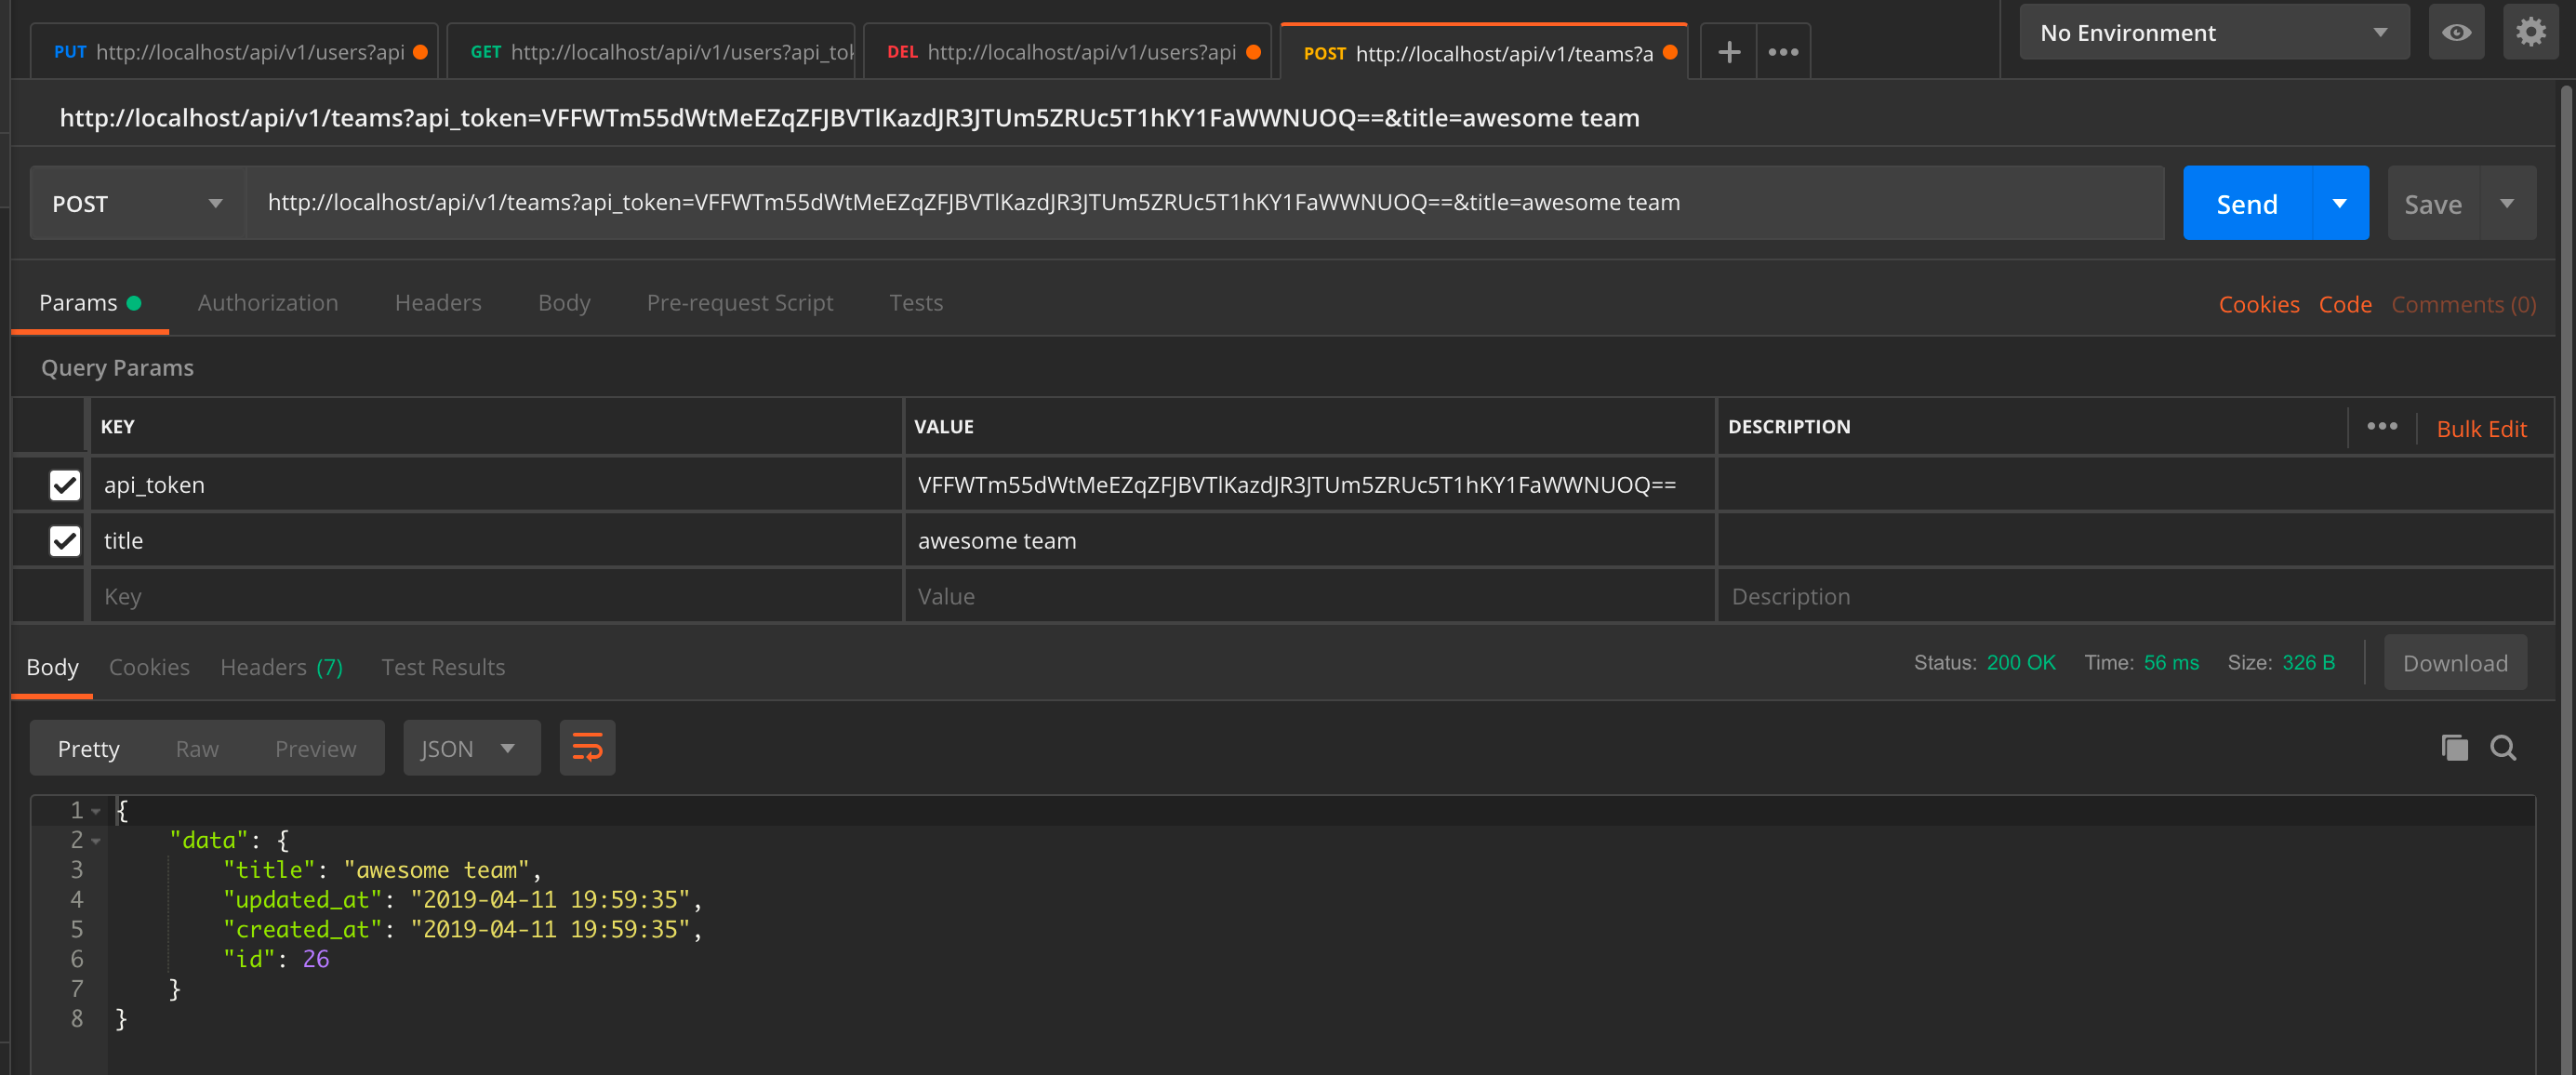 PUT http://localhost/api/v1/users?api
GET http://localhost/api/v1/users?api_tok
DEL http://localhost/api/v1/users?api
POST http://localhost/api/v1/teams?a
No Environment
http://localhost/api/v1/teams?api_token=VFFWTm55dWtMeEZqZFJBVTlKazdJR3JTUm5ZRUc5T1hKY1FaWWNUOQ==&title=awesome team
POST http://localhost/api/v1/teams?api_token=VFFWTm55dWtMeEZqZFJBVTlKazdJR3JTUm5ZRUc5T1hKY1FaWWNUOQ==&title=awesome team Send Save
Params Authorization Headers Body Pre-request Script Tests Cookies Code Comments (0)
Query Params
KEY VALUE DESCRIPTION Bulk Edit
api_token VFFWTm55dWtMeEZqZFJBVTlKazdJR3JTUm5ZRUc5T1hKY1FaWWNUOQ==
title awesome team
Key Value Description
Body Cookies Headers (7) Test Results Status: 200 OK Time: 56 ms Size: 326 B Download
Pretty Raw Preview JSON
1 {
2 "data": {
3 "title": "awesome team",
4 "updated_at": "2019-04-11 19:59:35",
5 "created_at": "2019-04-11 19:59:35",
6 "id": 26
7 }
8 }